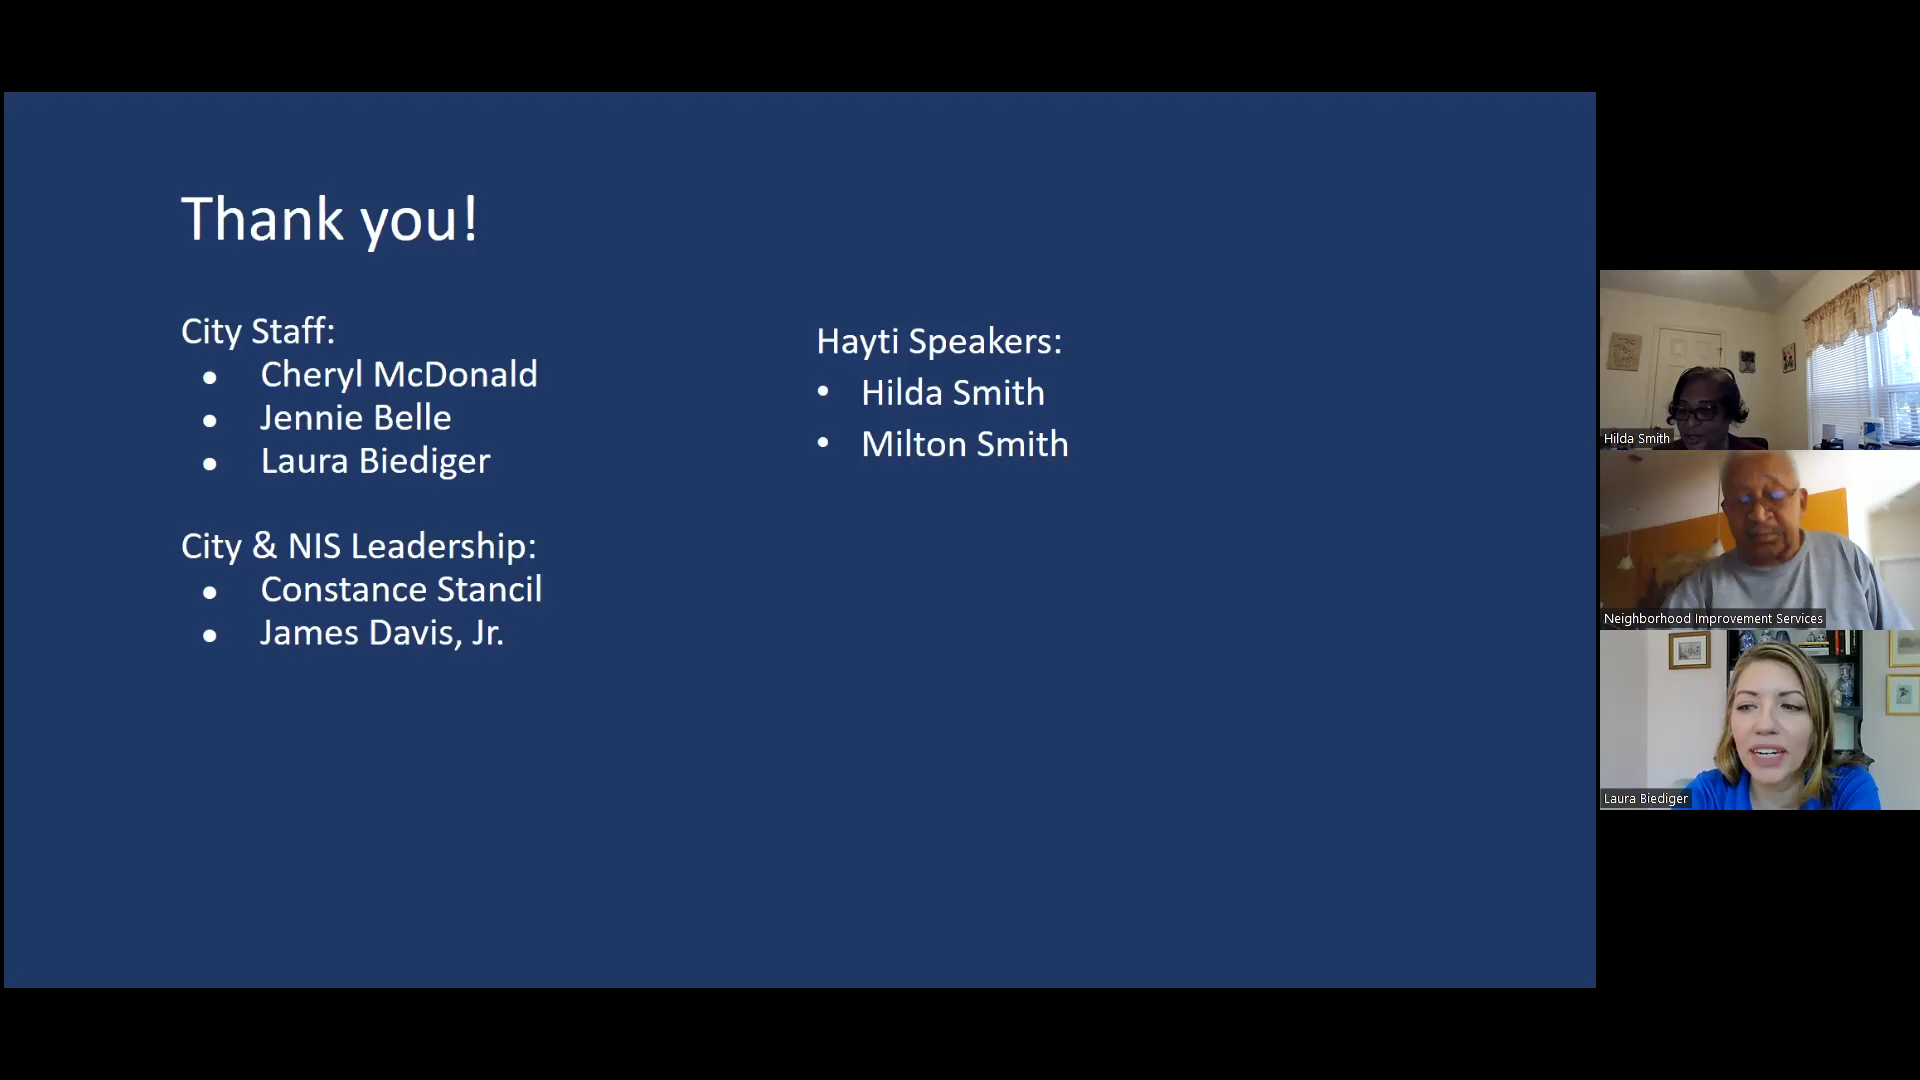 Thank you!
City Staff:
● Cheryl McDonald
● Jennie Belle
● Laura Biediger
City & NIS Leadership:
● Constance Stancil
● James Davis, Jr.
Hayti Speakers:
• Hilda Smith
• Milton Smith
Hilda Smith
Neighborhood Improvement Services
Laura Biediger